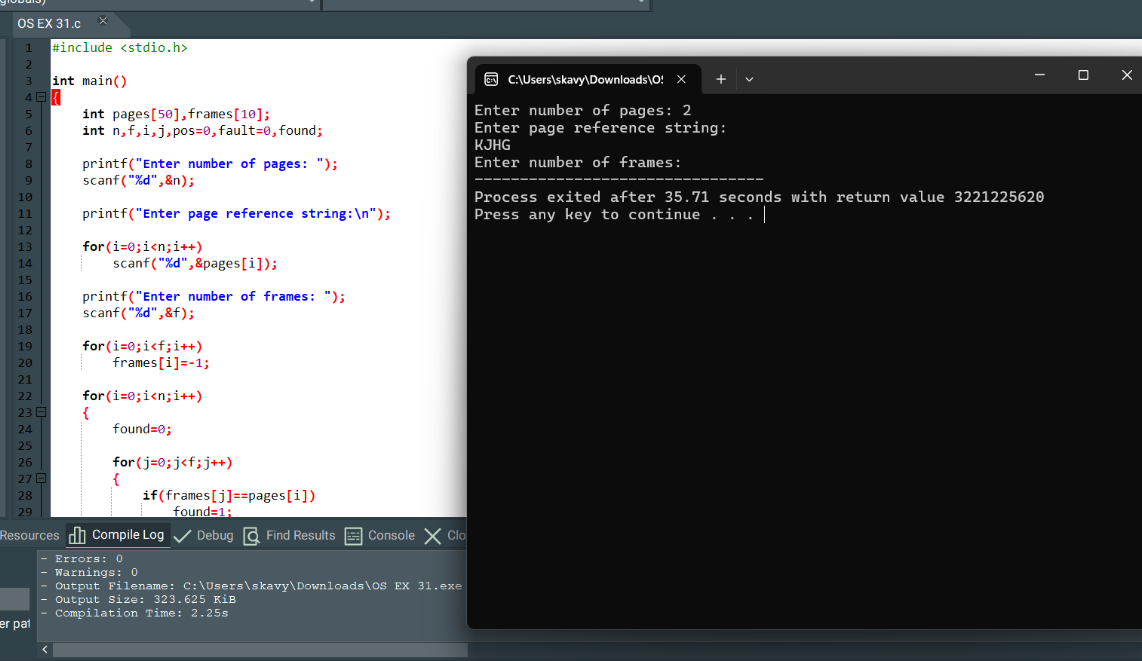 globals)
OS EX 31.c
1 #include <stdio.h>
2
3 int main()
4 {
5 int pages[50],frames[10];
6 int n,f,i,j,pos=0,fault=0,found;
7
8 printf("Enter number of pages: ");
9 scanf("%d",&n);
10
11 printf("Enter page reference string:\n");
12
13 for(i=0;i<n;i++)
14 scanf("%d",&pages[i]);
15
16 printf("Enter number of frames: ");
17 scanf("%d",&f);
18
19 for(i=0;i<f;i++)
20 frames[i]=-1;
21
22 for(i=0;i<n;i++)
23 {
24 found=0;
25
26 for(j=0;j<f;j++)
27 {
28 if(frames[j]==pages[i])
29 found=1;
C:\Users\skavy\Downloads\O!
Enter number of pages: 2
Enter page reference string:
KJHG
Enter number of frames:
--------------------------------
Process exited after 35.71 seconds with return value 3221225620
Press any key to continue . . .
Resources Compile Log Debug Find Results Console Clo
- Errors: 0
- Warnings: 0
- Output Filename: C:\Users\skavy\Downloads\OS EX 31.exe
- Output Size: 323.625 KiB
- Compilation Time: 2.25s
er pat